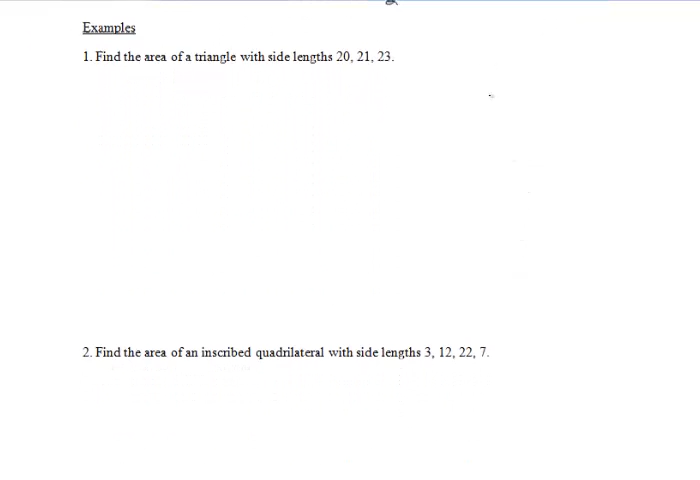 Examples
1. Find the area of a triangle with side lengths 20, 21, 23.
2. Find the area of an inscribed quadrilateral with side lengths 3, 12, 22, 7.